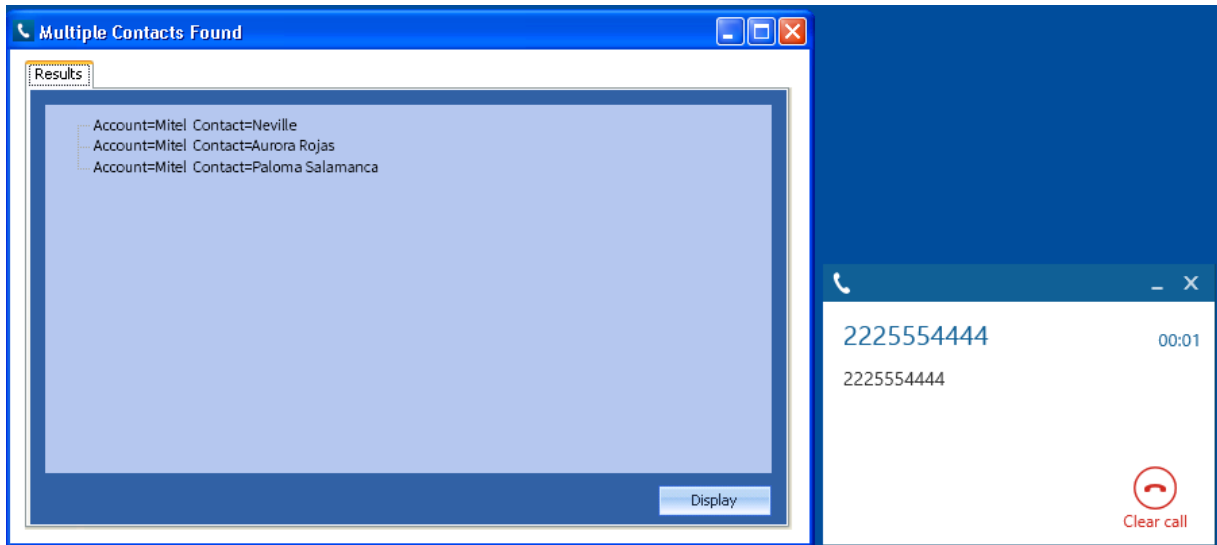 Multiple Contacts Found
Results
Account=Mitel Contact=Neville
Account=Mitel Contact=Aurora Rojas
Account=Mitel Contact=Paloma Salamanca
Display
2225554444 00:01
2225554444
Clear call